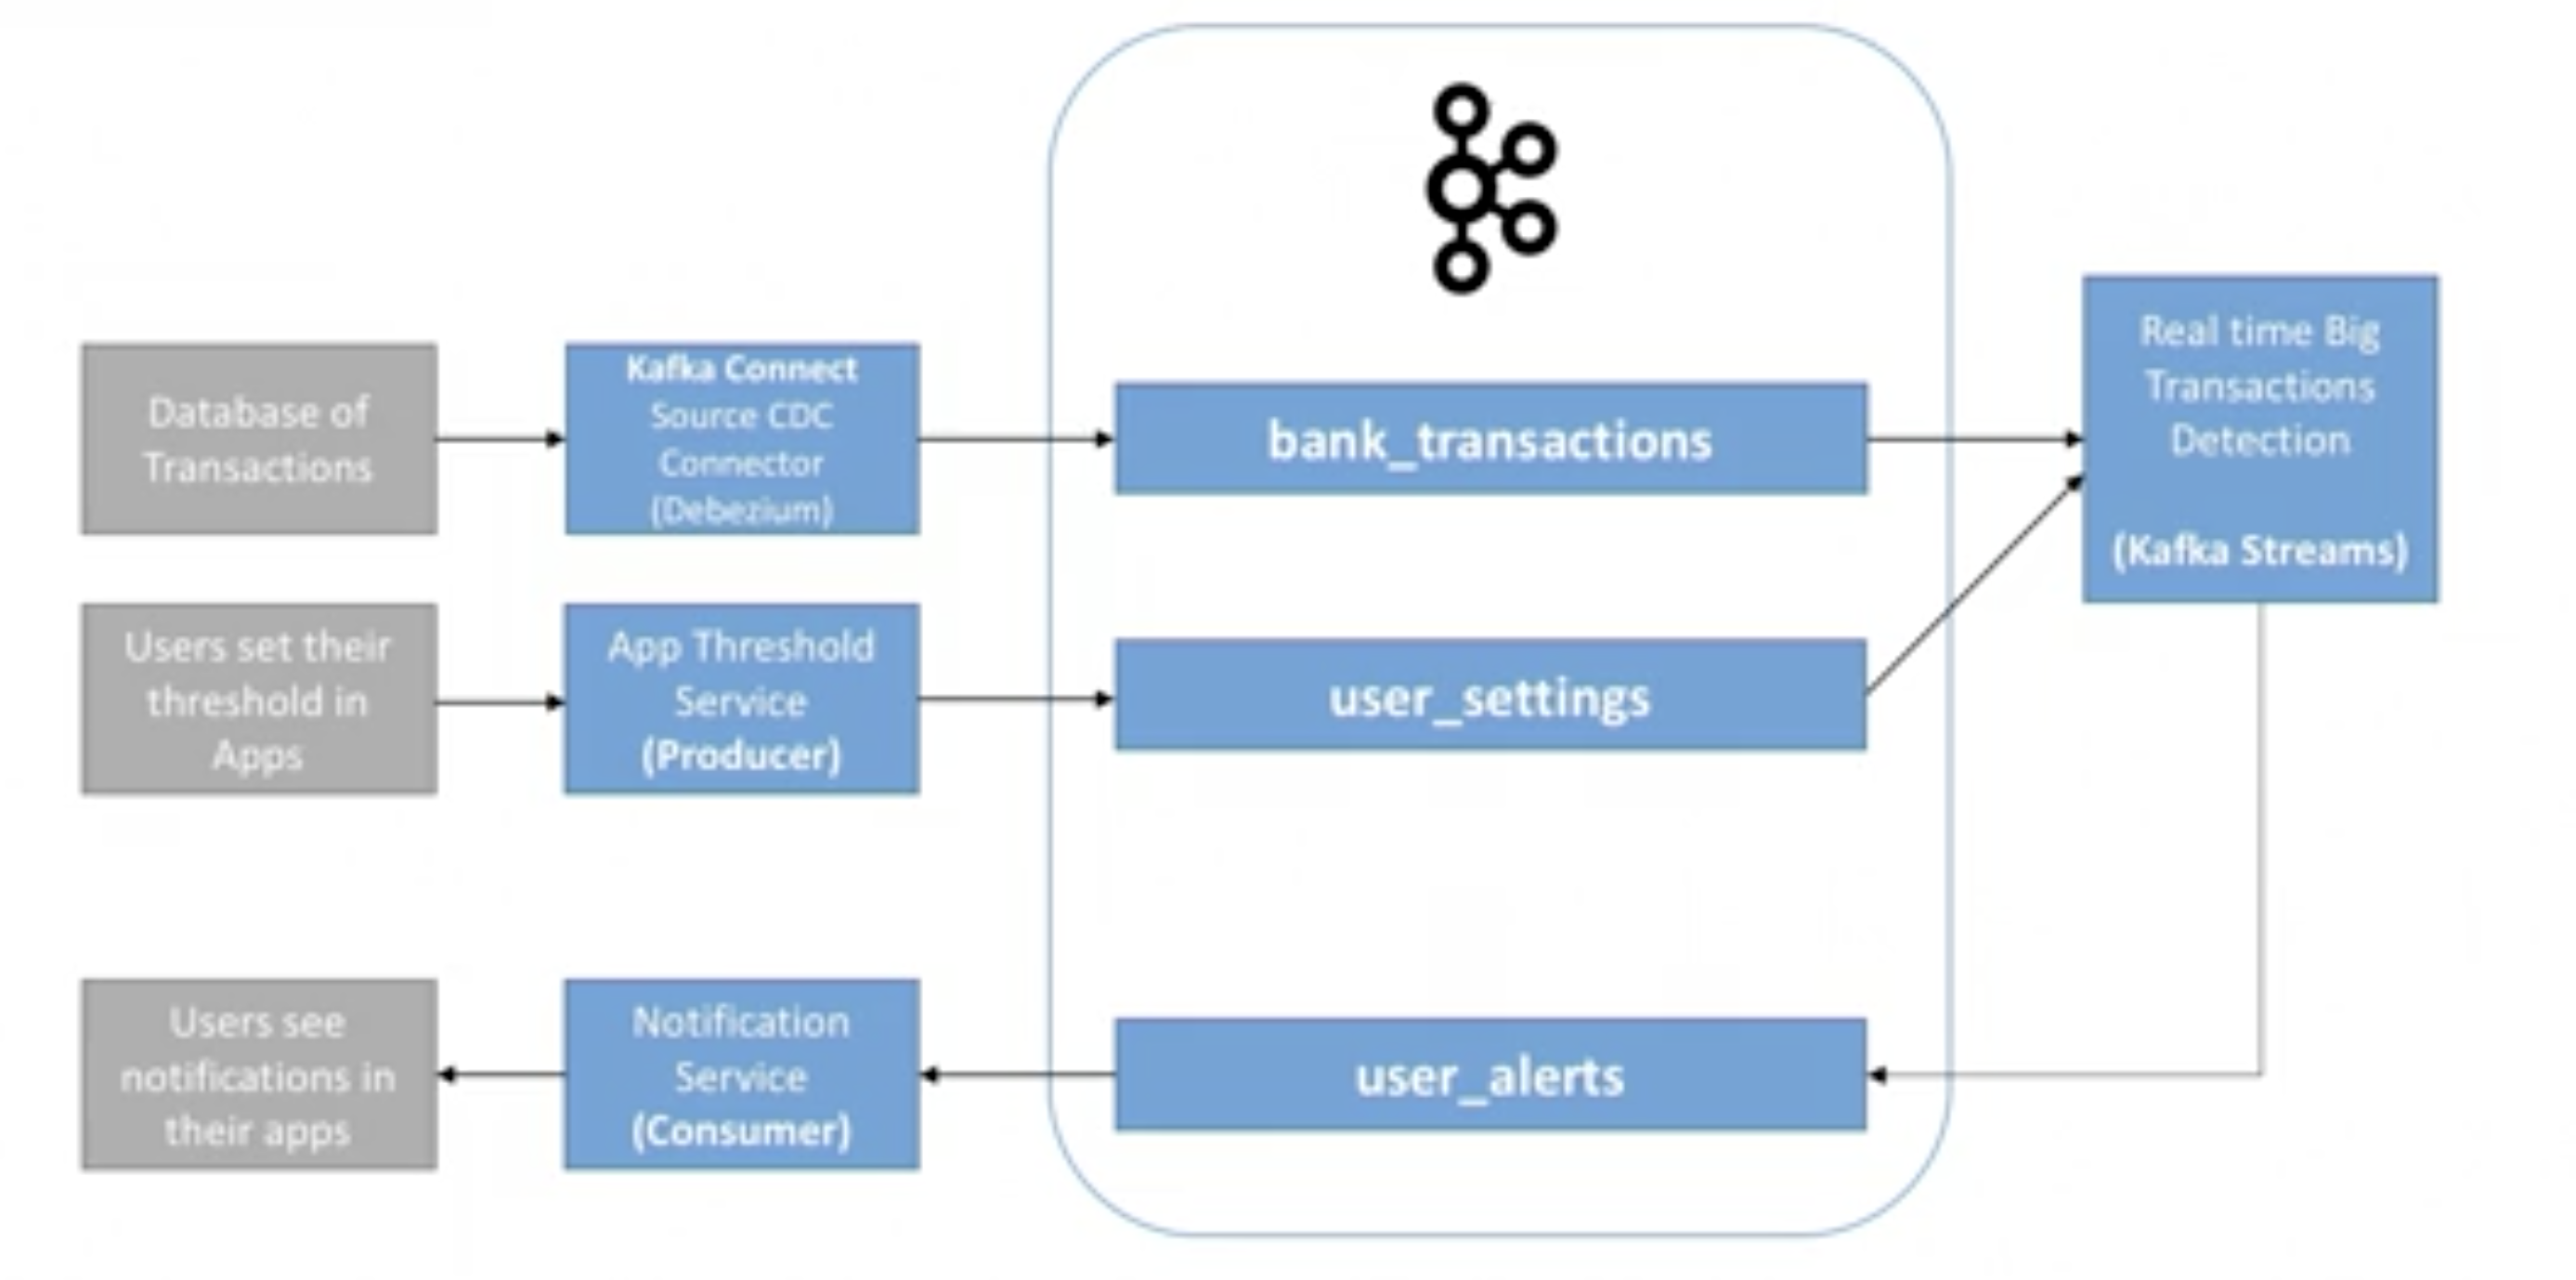 Database of
Transactions
Kafka Connect
Source CDC
Connector
(Debezium)
bank_transactions
Real time Big
Transactions
Detection
(Kafka Streams)
Users set their
threshold in
Apps
App Threshold
Service
(Producer)
user_settings
Users see
notifications in
their apps
Notification
Service
(Consumer)
user_alerts